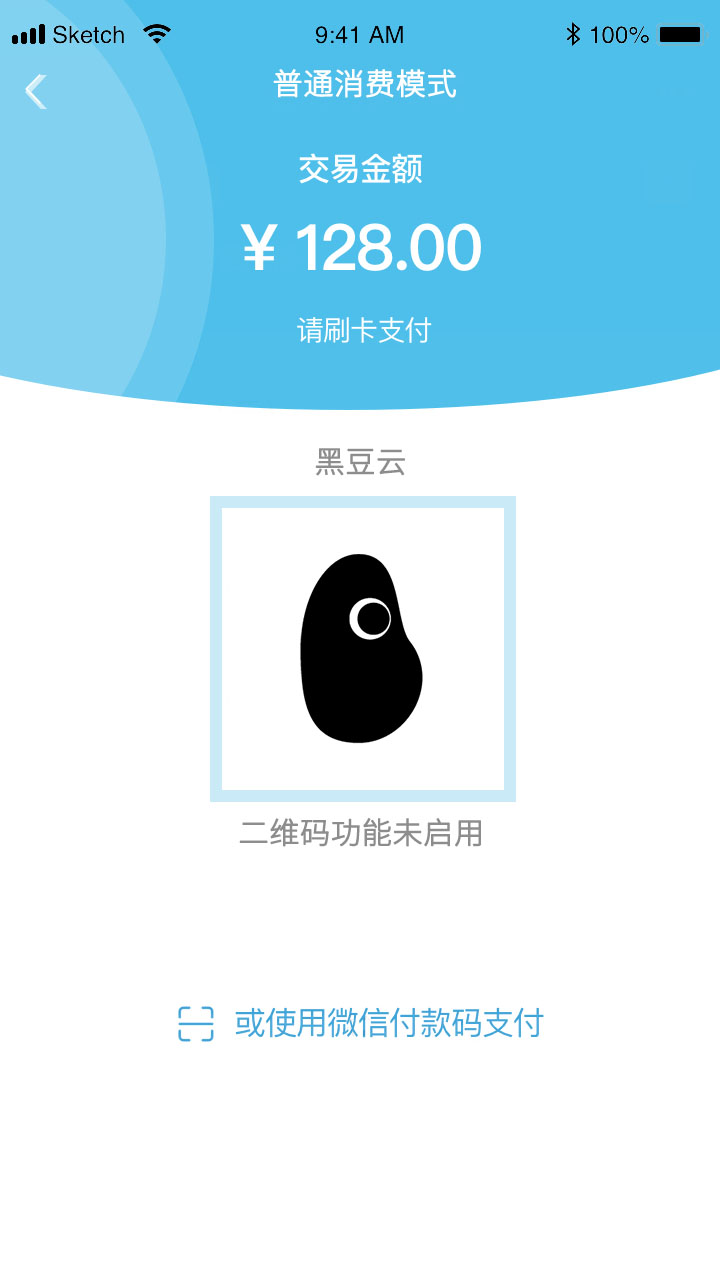 Sketch 9:41 AM 100%
普通消费模式
交易金额
¥ 128.00
请刷卡支付
黑豆云
二维码功能未启用
或使用微信付款码支付